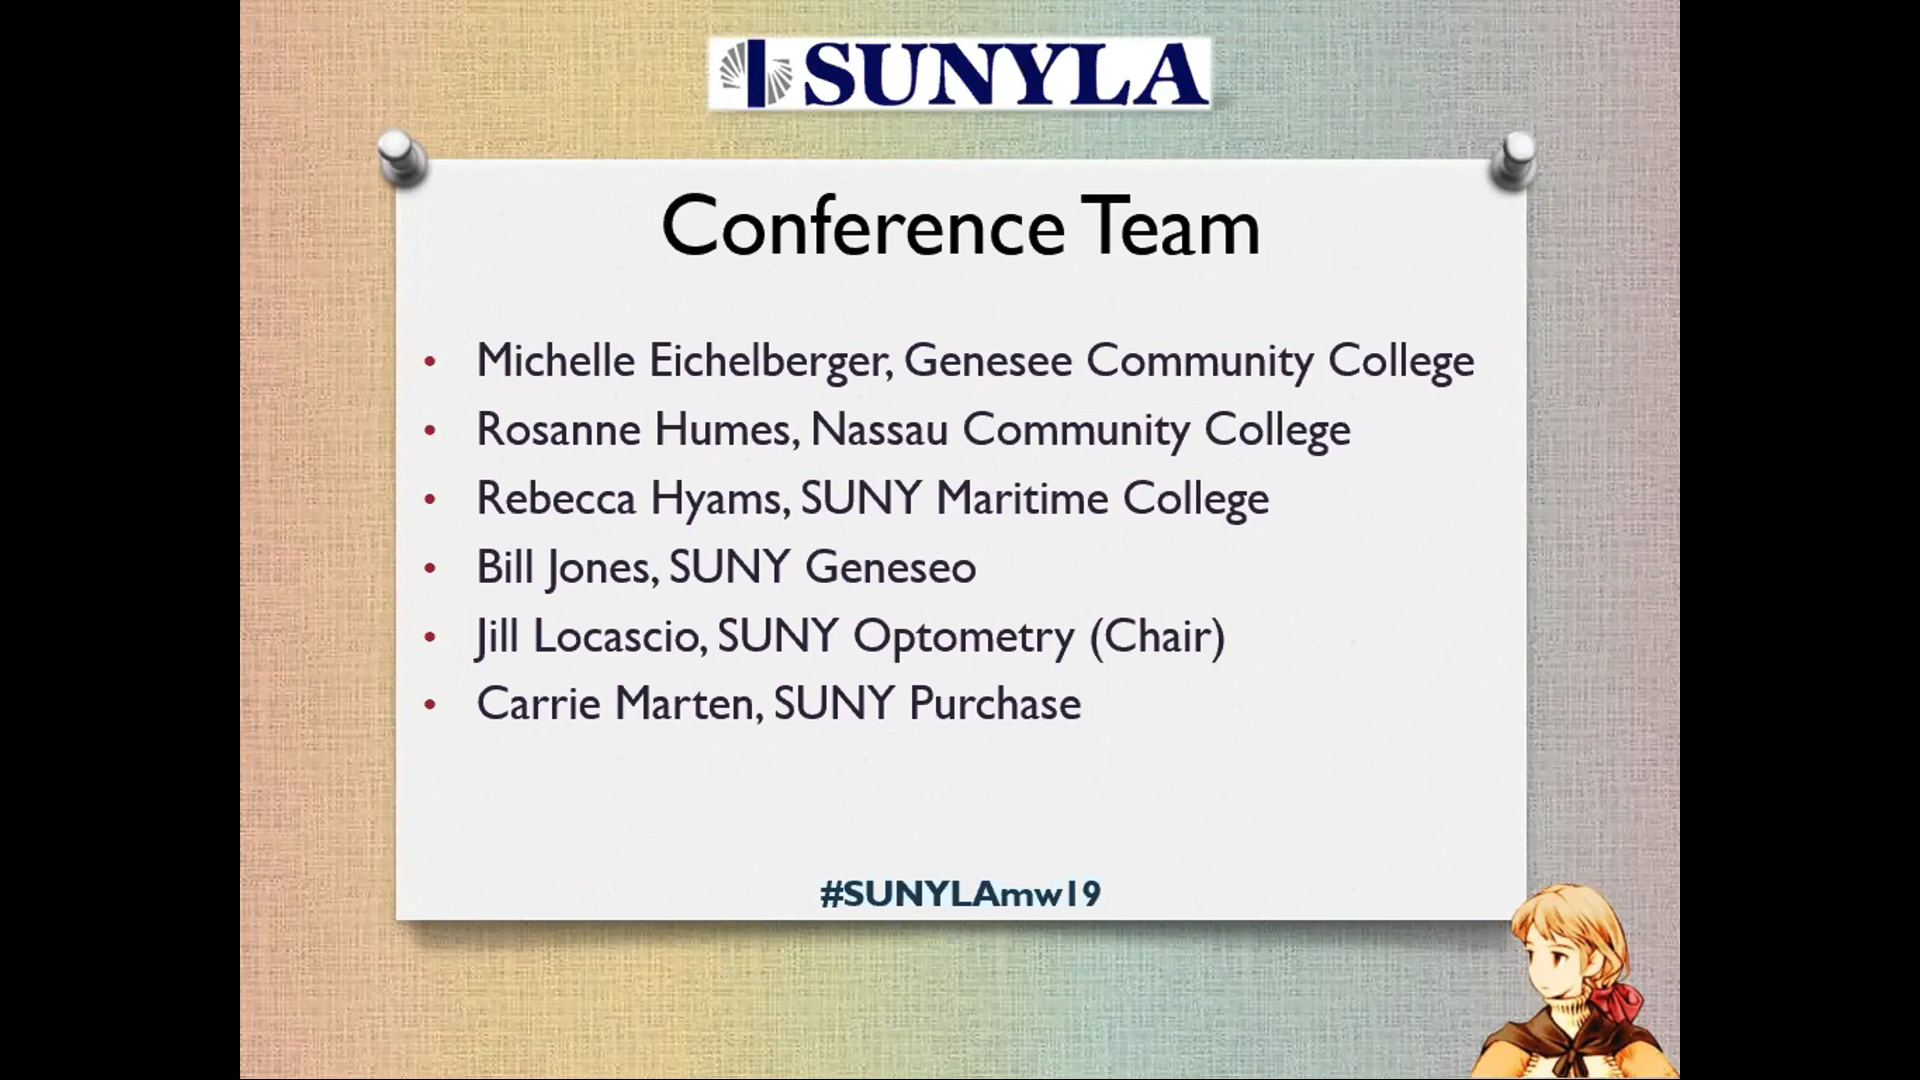 SUNYLA
Conference Team
• Michelle Eichelberger, Genesee Community College
• Rosanne Humes, Nassau Community College
• Rebecca Hyams, SUNY Maritime College
• Bill Jones, SUNY Geneseo
• Jill Locascio, SUNY Optometry (Chair)
• Carrie Marten, SUNY Purchase
#SUNYLAmw19